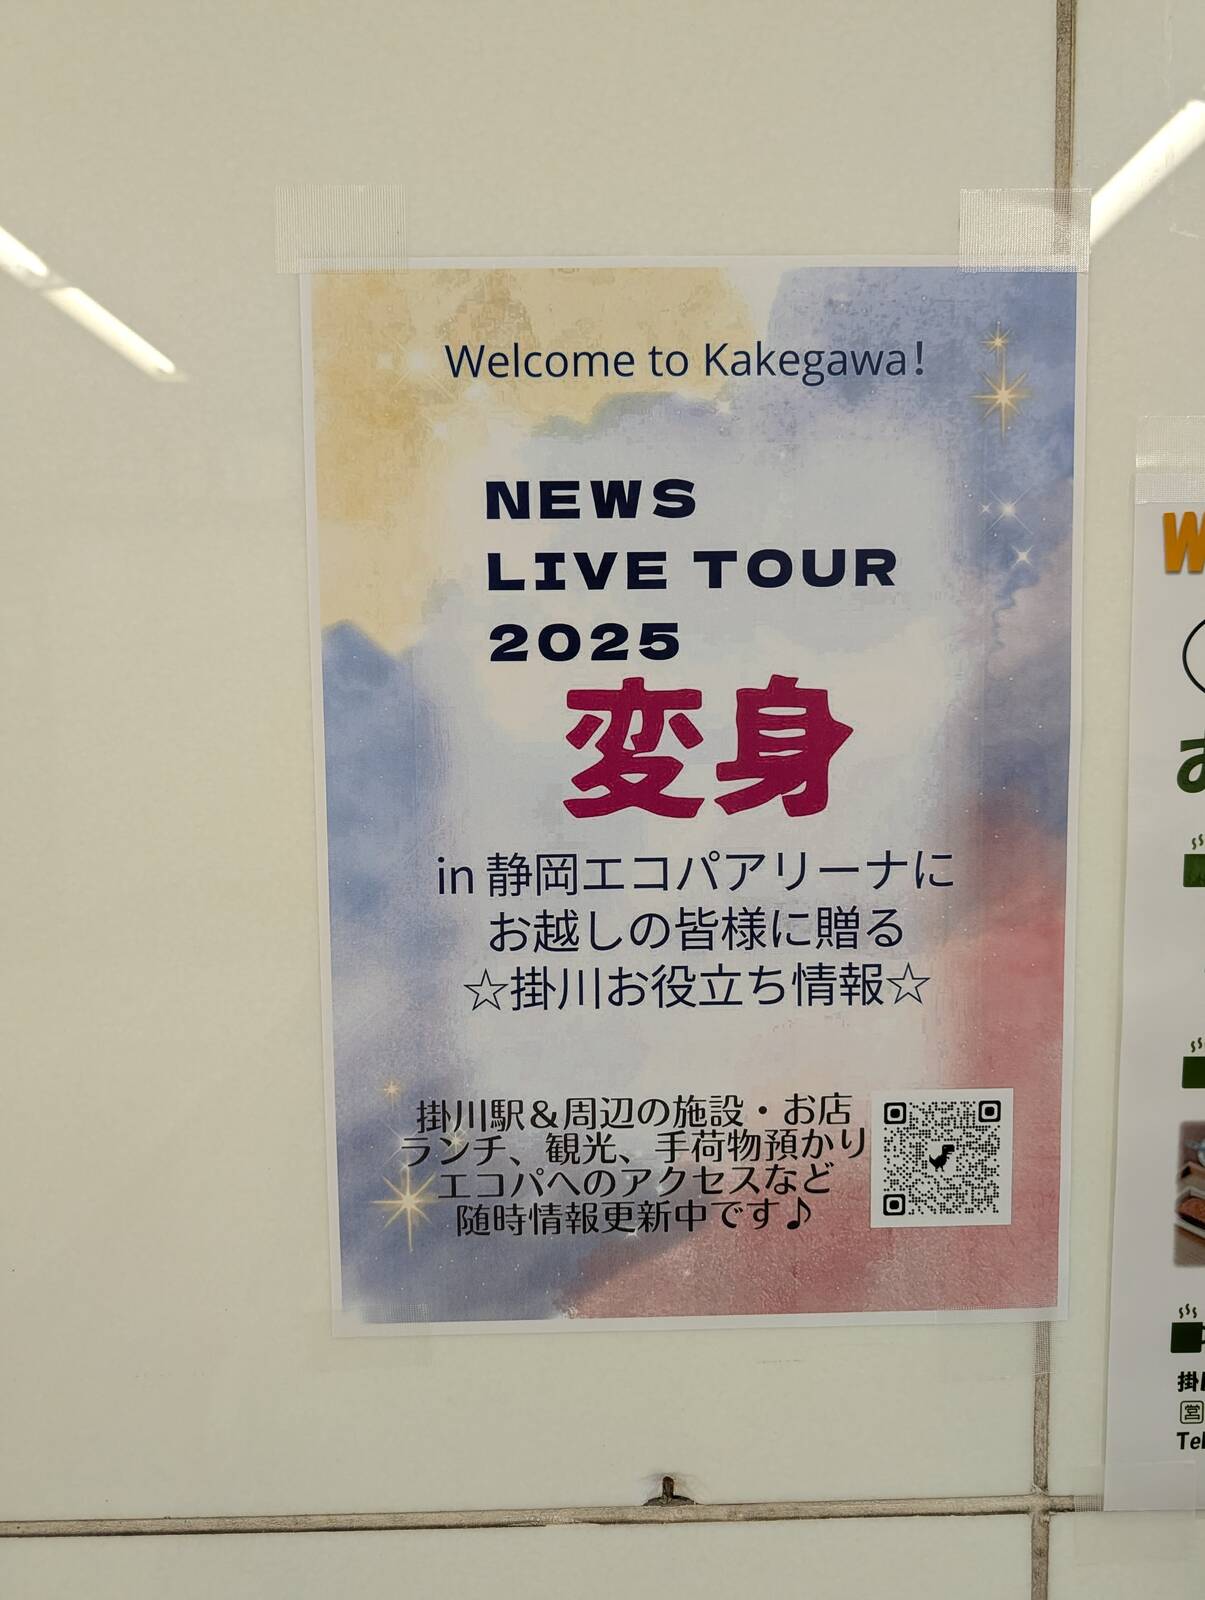 Welcome to Kakegawa!
NEWS
LIVE TOUR
2025
変身
in 静岡エコパアリーナに
お越しの皆様に贈る
☆掛川お役立ち情報☆
掛川駅＆周辺の施設・お店
ランチ、観光、手荷物預かり
エコパへのアクセスなど
随時情報更新中です♪
W
お
掛
営
Tel